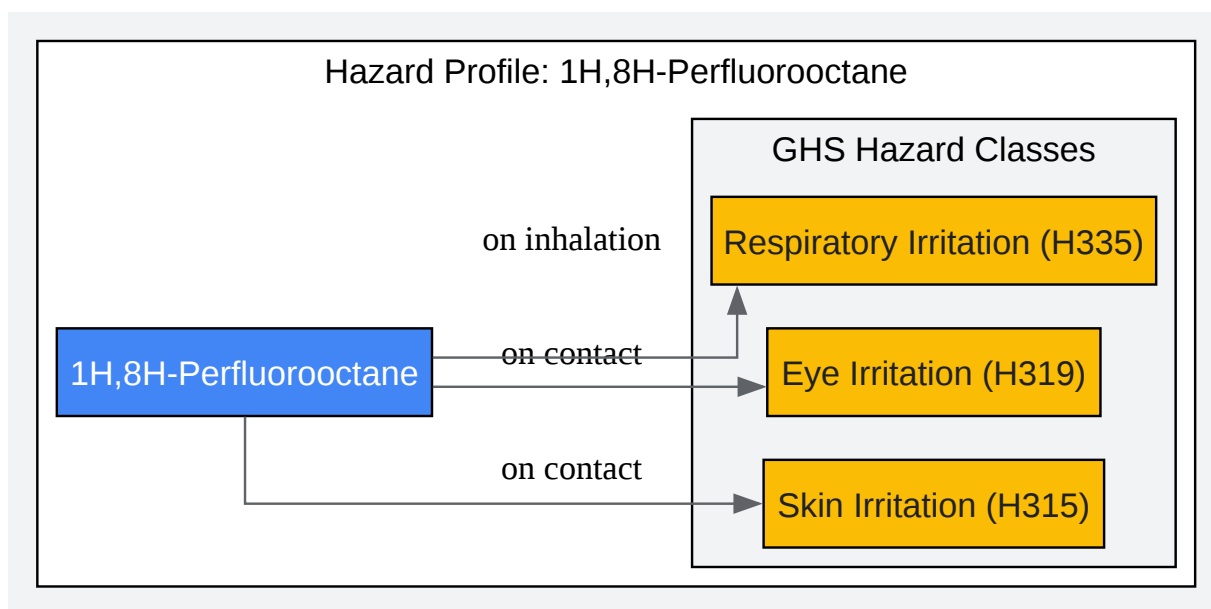 Hazard Profile: 1H,8H-Perfluorooctane
GHS Hazard Classes
on inhalation
Respiratory Irritation (H335)
1H,8H-Perfluorooctane
on contact
Eye Irritation (H319)
on contact
Skin Irritation (H315)